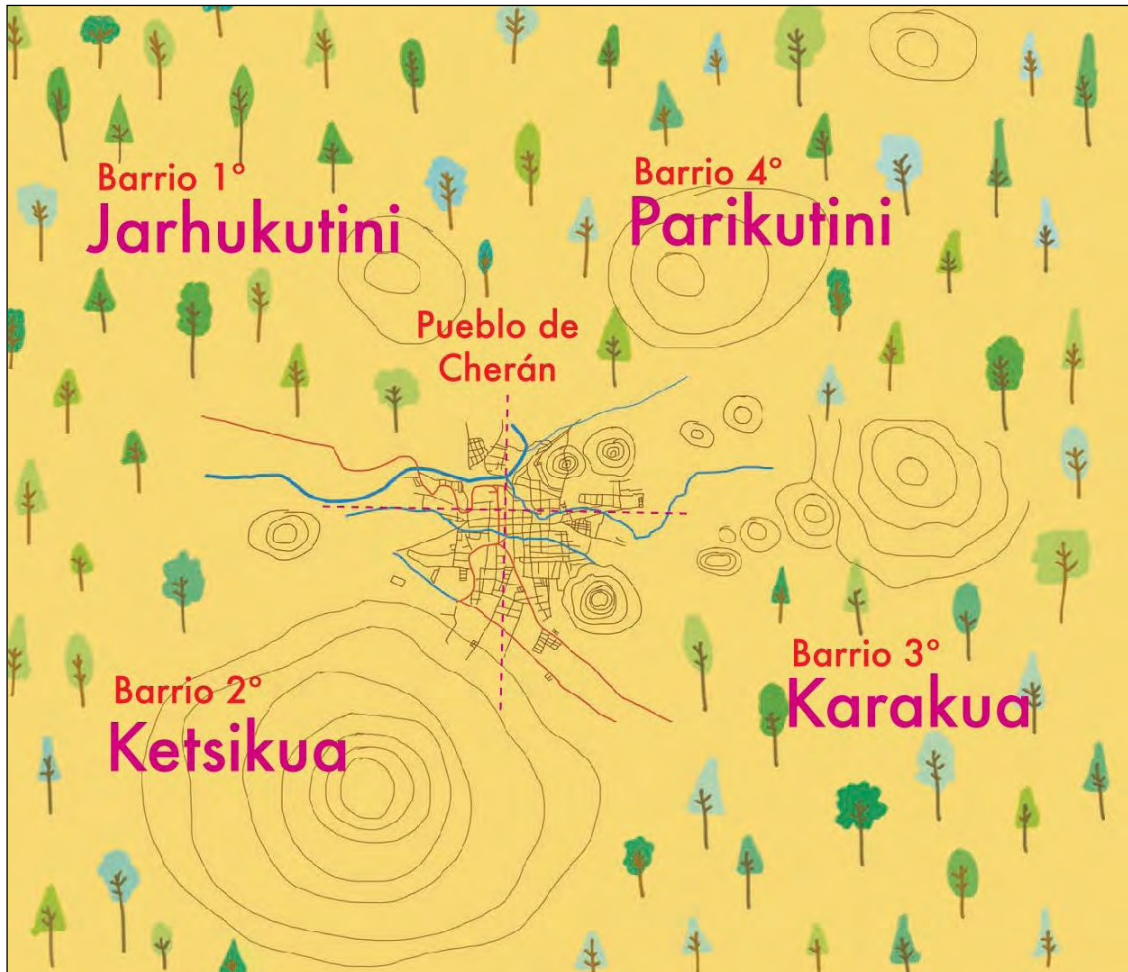 Barrio 1°
Jarhukutini
Barrio 4°
Parikutini
Pueblo de
Cherán
Barrio 2°
Ketsikua
Barrio 3°
Karakua